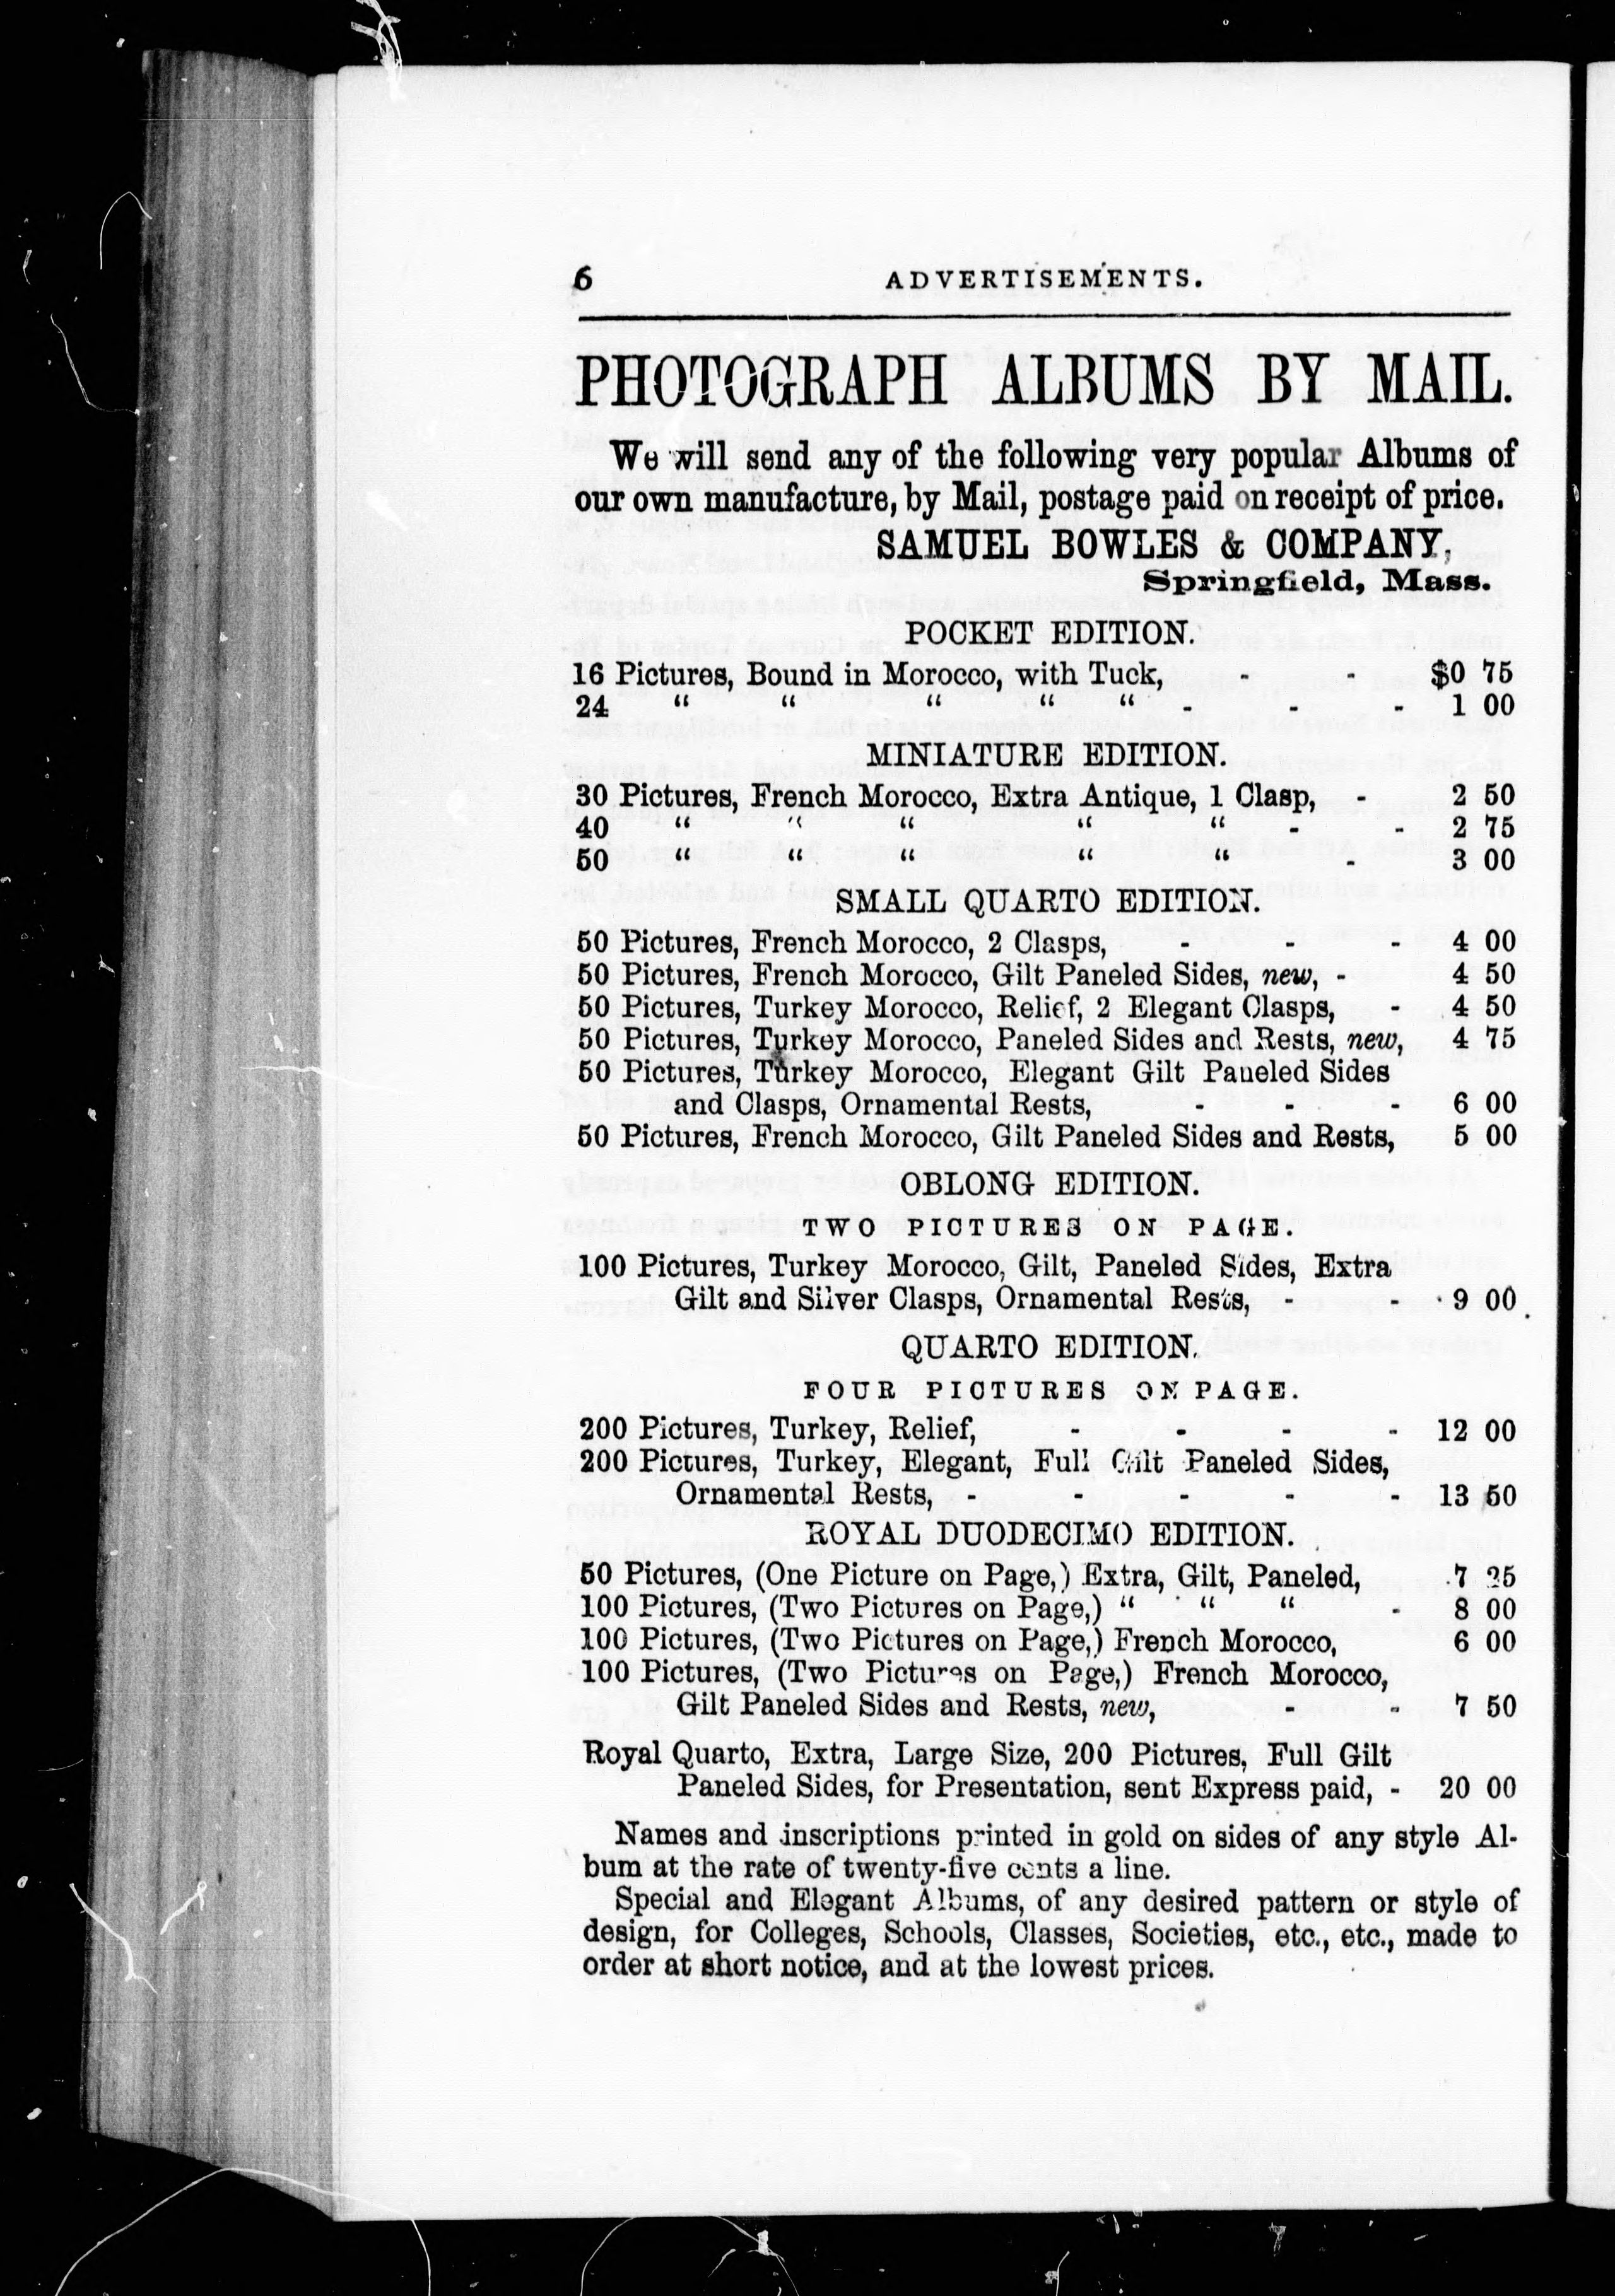 6 ADVERTISEMENTS.
PHOTOGRAPH ALBUMS BY MAIL.
We will send any of the following very popular Albums of
our own manufacture, by Mail, postage paid on receipt of price.
SAMUEL BOWLES & COMPANY,
Springfield, Mass.
POCKET EDITION.
16 Pictures, Bound in Morocco, with Tuck, - - $0 75
24 " " " " " - - - 1 00
MINIATURE EDITION.
30 Pictures, French Morocco, Extra Antique, 1 Clasp, - 2 50
40 " " " " " - - 2 75
50 " " " " " - 3 00
SMALL QUARTO EDITION.
50 Pictures, French Morocco, 2 Clasps, - - - 4 00
50 Pictures, French Morocco, Gilt Paneled Sides, new, - 4 50
50 Pictures, Turkey Morocco, Relief, 2 Elegant Clasps, - 4 50
50 Pictures, Turkey Morocco, Paneled Sides and Rests, new, 4 75
50 Pictures, Turkey Morocco, Elegant Gilt Paneled Sides
and Clasps, Ornamental Rests, - - - 6 00
50 Pictures, French Morocco, Gilt Paneled Sides and Rests, 5 00
OBLONG EDITION.
TWO PICTURES ON PAGE.
100 Pictures, Turkey Morocco, Gilt, Paneled Sides, Extra
Gilt and Silver Clasps, Ornamental Rests, - 9 00
QUARTO EDITION.
FOUR PICTURES ON PAGE.
200 Pictures, Turkey, Relief, - - - - 12 00
200 Pictures, Turkey, Elegant, Full Gilt Paneled Sides,
Ornamental Rests, - - - - - 13 50
ROYAL DUODECIMO EDITION.
50 Pictures, (One Picture on Page,) Extra, Gilt, Paneled, 7 25
100 Pictures, (Two Pictures on Page,) " " " - 8 00
100 Pictures, (Two Pictures on Page,) French Morocco, 6 00
100 Pictures, (Two Pictures on Page,) French Morocco,
Gilt Paneled Sides and Rests, new, - - 7 50
Royal Quarto, Extra, Large Size, 200 Pictures, Full Gilt
Paneled Sides, for Presentation, sent Express paid, - 20 00
Names and inscriptions printed in gold on sides of any style Al-
bum at the rate of twenty-five cents a line.
Special and Elegant Albums, of any desired pattern or style of
design, for Colleges, Schools, Classes, Societies, etc., etc., made to
order at short notice, and at the lowest prices.